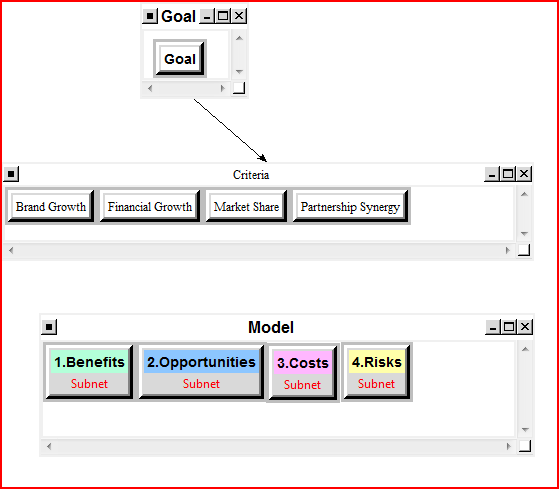 Goal
Goal
Criteria
Brand Growth Financial Growth Market Share Partnership Synergy
Model
1.Benefits 2.Opportunities 3.Costs 4.Risks
Subnet Subnet Subnet Subnet